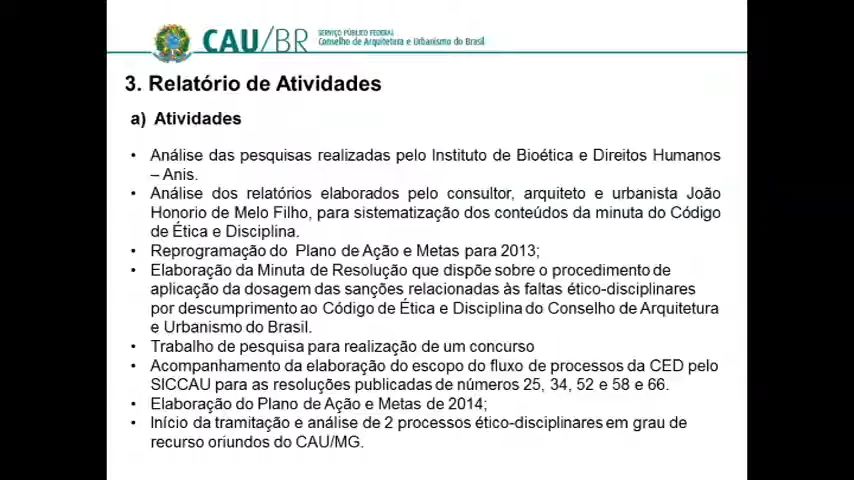 CAU/BR
SERVIÇO PÚBLICO FEDERAL
Conselho de Arquitetura e Urbanismo do Brasil
3. Relatório de Atividades
a) Atividades
• Análise das pesquisas realizadas pelo Instituto de Bioética e Direitos Humanos
– Anis.
• Análise dos relatórios elaborados pelo consultor, arquiteto e urbanista João
Honorio de Melo Filho, para sistematização dos conteúdos da minuta do Código
de Ética e Disciplina.
• Reprogramação do Plano de Ação e Metas para 2013;
• Elaboração da Minuta de Resolução que dispõe sobre o procedimento de
aplicação da dosagem das sanções relacionadas às faltas ético-disciplinares
por descumprimento ao Código de Ética e Disciplina do Conselho de Arquitetura
e Urbanismo do Brasil.
• Trabalho de pesquisa para realização de um concurso
• Acompanhamento da elaboração do escopo do fluxo de processos da CED pelo
SICCAU para as resoluções publicadas de números 25, 34, 52 e 58 e 66.
• Elaboração do Plano de Ação e Metas de 2014;
• Início da tramitação e análise de 2 processos ético-disciplinares em grau de
recurso oriundos do CAU/MG.